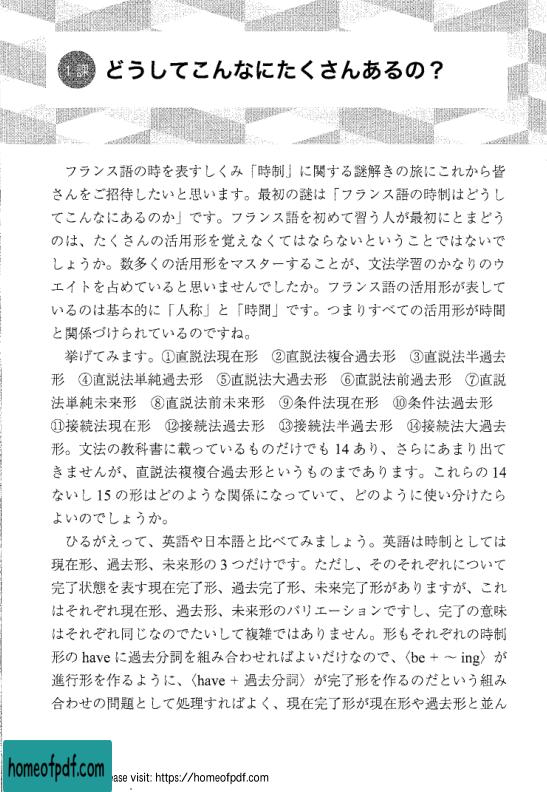 1課 どうしてこんなにたくさんあるの？
フランス語の時を表すしくみ「時制」に関する謎解きの旅にこれから皆
さんをご招待したいと思います。最初の謎は「フランス語の時制はどうし
てこんなにあるのか」です。フランス語を初めて習う人が最初にとまどう
のは、たくさんの活用形を覚えなくてはならないということではないで
しょうか。数多くの活用形をマスターすることが、文法学習のかなりのウ
エイトを占めていると思いませんでしたか。フランス語の活用形が表して
いるのは基本的に「人称」と「時間」です。つまりすべての活用形が時間
と関係づけられているのですね。
挙げてみます。①直説法現在形 ②直説法複合過去形 ③直説法半過去
形 ④直説法単純過去形 ⑤直説法大過去形 ⑥直説法前過去形 ⑦直説
法単純未来形 ⑧直説法前未来形 ⑨条件法現在形 ⑩条件法過去形
⑪接続法現在形 ⑫接続法過去形 ⑬接続法半過去形 ⑭接続法大過去
形。文法の教科書に載っているものだけでも 14 あり、さらにあまり出て
きませんが、直説法複複合過去形というものまであります。これらの 14
ないし 15 の形はどのような関係になっていて、どのように使い分けたら
よいのでしょうか。
ひるがえって、英語や日本語と比べてみましょう。英語は時制としては
現在形、過去形、未来形の 3 つだけです。ただし、そのそれぞれについて
完了状態を表す現在完了形、過去完了形、未来完了形がありますが、これ
はそれぞれ現在形、過去形、未来形のバリエーションですし、完了の意味
はそれぞれ同じなのでたいして複雑ではありません。形もそれぞれの時制
形の have に過去分詞を組み合わせればよいだけなので、〈be + ～ ing〉が
進行形を作るように、〈have + 過去分詞〉が完了形を作るのだという組み
合わせの問題として処理すればよく、現在完了形が現在形や過去形と並ん
homeofpdf.com
ease visit: https://homeofpdf.com